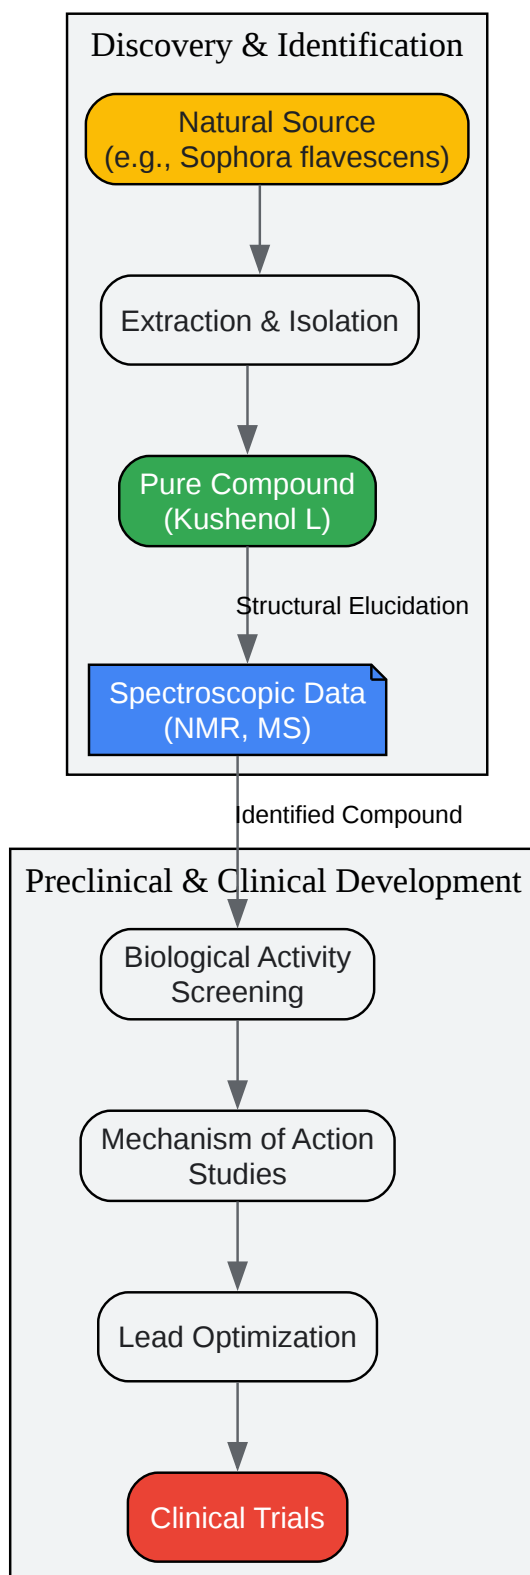 Discovery & Identification
Natural Source
(e.g., Sophora flavescens)
Extraction & Isolation
Pure Compound
(Kushenol L)
Structural Elucidation
Spectroscopic Data
(NMR, MS)
Identified Compound
Preclinical & Clinical Development
Biological Activity
Screening
Mechanism of Action
Studies
Lead Optimization
Clinical Trials